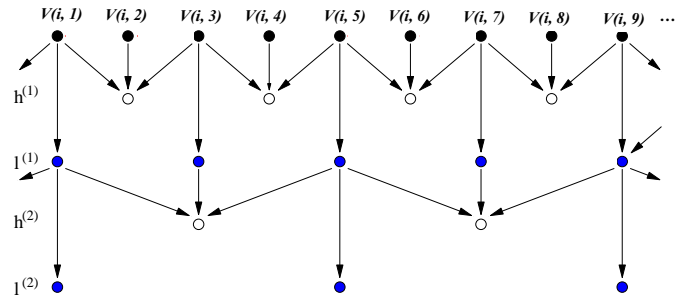 V(i, 1) V(i, 2) V(i, 3) V(i, 4) V(i, 5) V(i, 6) V(i, 7) V(i, 8) V(i, 9) ...
h(1)
l(1)
h(2)
l(2)